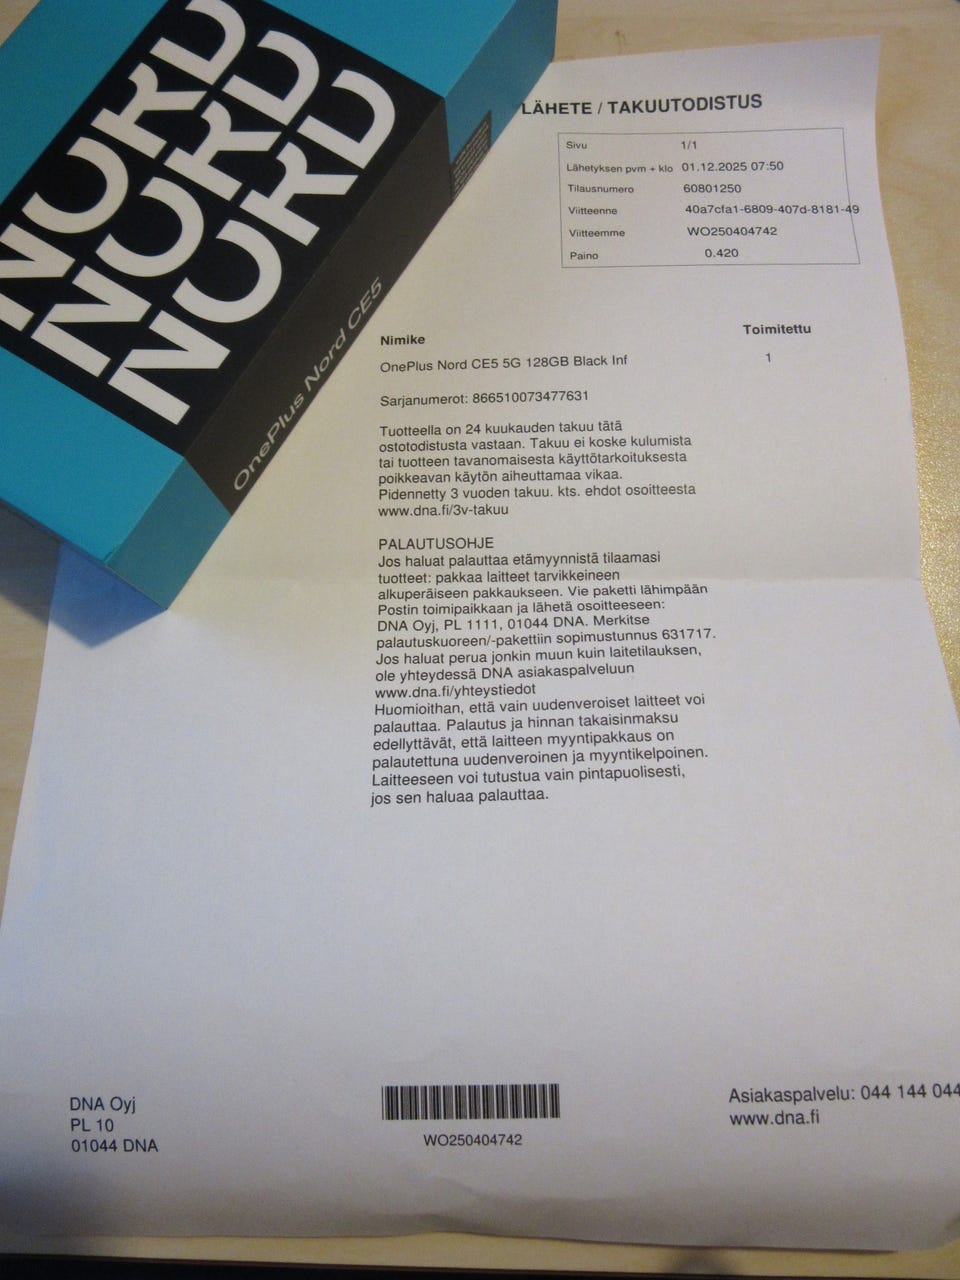 NORD
NORD
NORD
OnePlus Nord CE5
LÄHETE / TAKUUTODISTUS
Sivu 1/1
Lähetyksen pvm + klo 01.12.2025 07:50
Tilausnumero 60801250
Viitteenne 40a7cfa1-6809-407d-8181-49
Viitteemme WO250404742
Paino 0.420
Nimike Toimitettu
OnePlus Nord CE5 5G 128GB Black Inf 1
Sarjanumerot: 866510073477631
Tuotteella on 24 kuukauden takuu tätä
ostotodistusta vastaan. Takuu ei koske kulumista
tai tuotteen tavanomaisesta käyttötarkoituksesta
poikkeavan käytön aiheuttamaa vikaa.
Pidennetty 3 vuoden takuu. kts. ehdot osoitteesta
www.dna.fi/3v-takuu
PALAUTUSOHJE
Jos haluat palauttaa etämyynnistä tilaamasi
tuotteet: pakkaa laitteet tarvikkeineen
alkuperäiseen pakkaukseen. Vie paketti lähimpään
Postin toimipaikkaan ja lähetä osoitteeseen:
DNA Oyj, PL 1111, 01044 DNA. Merkitse
palautuskuoreen/-pakettiin sopimustunnus 631717.
Jos haluat perua jonkin muun kuin laitetilauksen,
ole yhteydessä DNA asiakaspalveluun
www.dna.fi/yhteystiedot
Huomioithan, että vain uudenveroiset laitteet voi
palauttaa. Palautus ja hinnan takaisinmaksu
edellyttävät, että laitteen myyntipakkaus on
palautettuna uudenveroinen ja myyntikelpoinen.
Laitteeseen voi tutustua vain pintapuolisesti,
jos sen haluaa palauttaa.
DNA Oyj
PL 10
01044 DNA
WO250404742
Asiakaspalvelu: 044 144 044
www.dna.fi